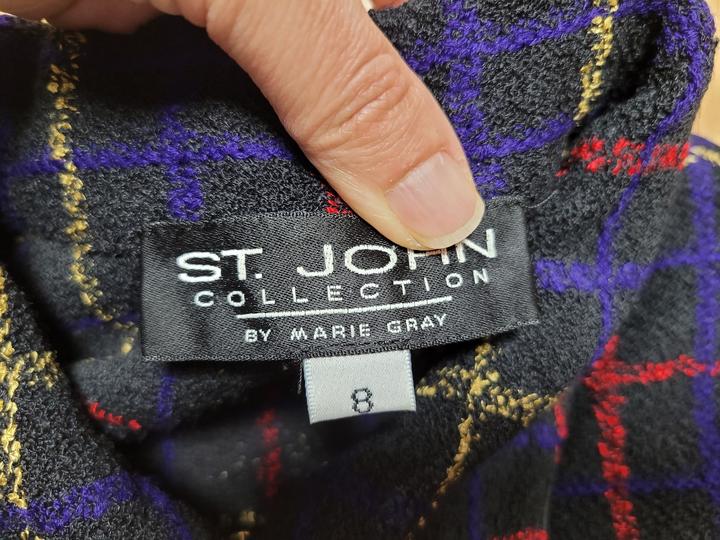 ST. JOHN
COLLECTION
BY MARIE GRAY
8